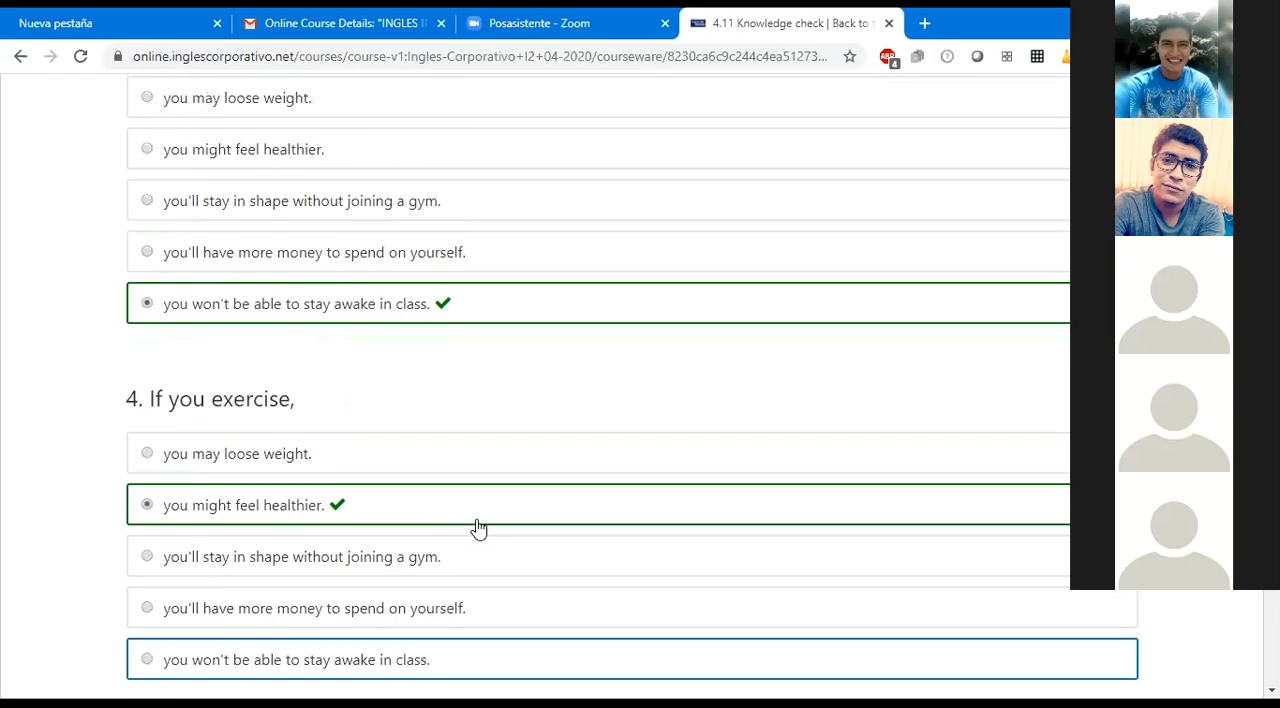 Nueva pestaña
Online Course Details: "INGLES I
Posasistente - Zoom
4.11 Knowledge check | Back to
online.inglescorporativo.net/courses/course-v1:Ingles-Corporativo+I2+04-2020/courseware/8230ca6c9c244c4ea51273...
4
you may loose weight.
you might feel healthier.
you'll stay in shape without joining a gym.
you'll have more money to spend on yourself.
you won't be able to stay awake in class.
4. If you exercise,
you may loose weight.
you might feel healthier.
you'll stay in shape without joining a gym.
you'll have more money to spend on yourself.
you won't be able to stay awake in class.